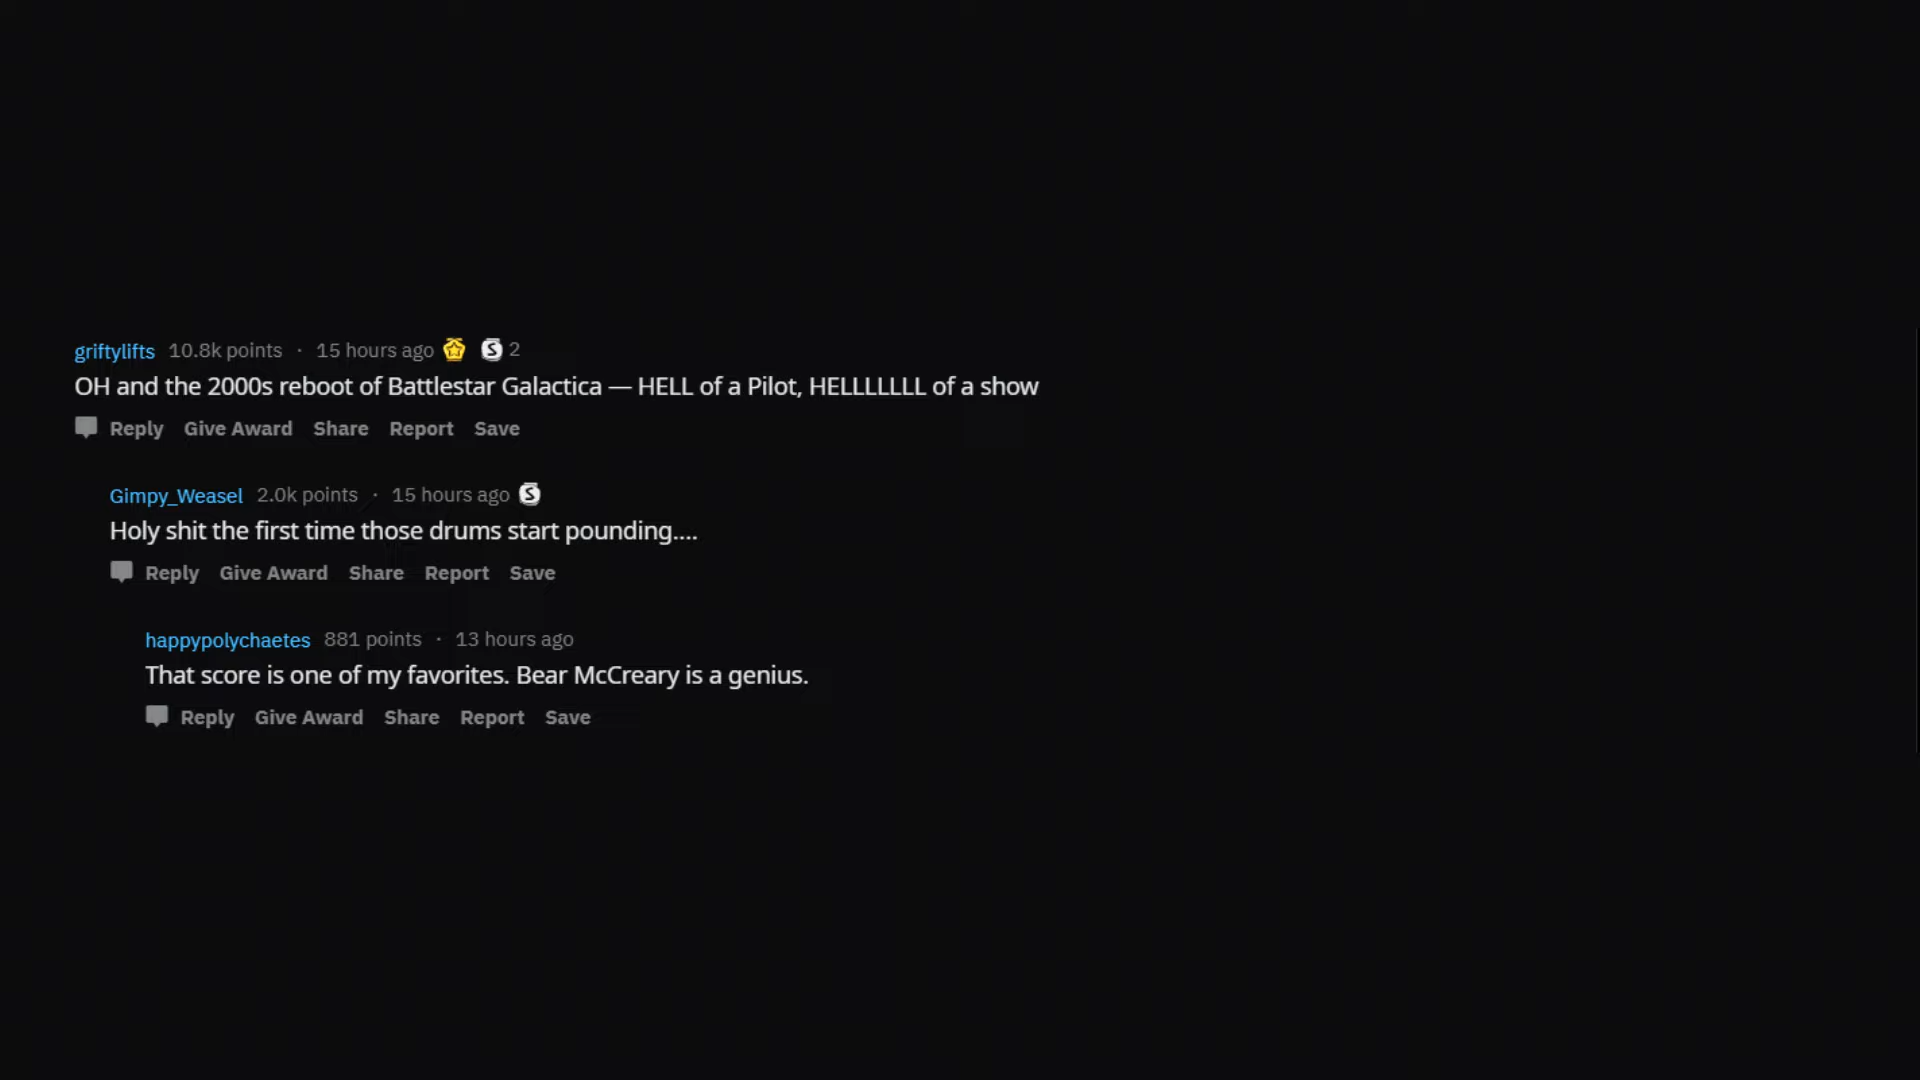 griftylifts 10.8k points · 15 hours ago S 2
OH and the 2000s reboot of Battlestar Galactica — HELL of a Pilot, HELLLLLLL of a show
Reply Give Award Share Report Save
Gimpy_Weasel 2.0k points · 15 hours ago S
Holy shit the first time those drums start pounding....
Reply Give Award Share Report Save
happypolychaetes 881 points · 13 hours ago
That score is one of my favorites. Bear McCreary is a genius.
Reply Give Award Share Report Save